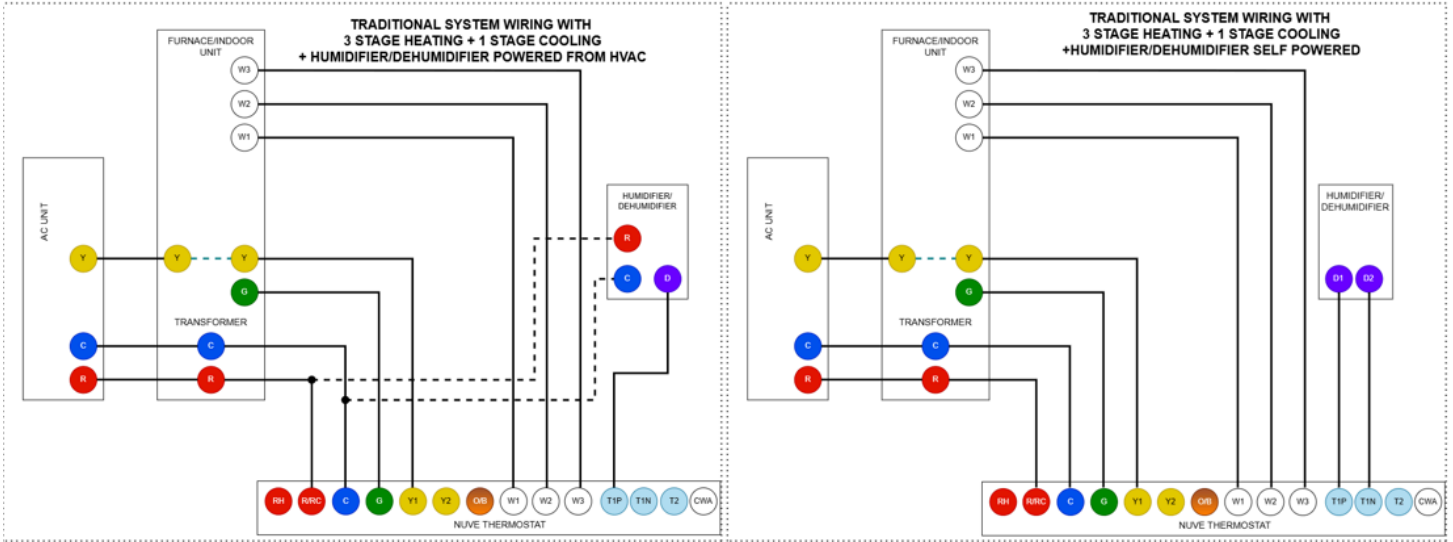 TRADITIONAL SYSTEM WIRING WITH
3 STAGE HEATING + 1 STAGE COOLING
+ HUMIDIFIER/DEHUMIDIFIER POWERED FROM HVAC
FURNACE/INDOOR
UNIT
W3
W2
W1
AC UNIT
HUMIDIFIER/
DEHUMIDIFIER
R
C
D
Y
Y
Y
G
TRANSFORMER
C
C
R
R
RH
R/RC
C
G
Y1
Y2
O/B
W1
W2
W3
T1P
T1N
T2
CWA
NUVE THERMOSTAT
TRADITIONAL SYSTEM WIRING WITH
3 STAGE HEATING + 1 STAGE COOLING
+HUMIDIFIER/DEHUMIDIFIER SELF POWERED
FURNACE/INDOOR
UNIT
W3
W2
W1
AC UNIT
HUMIDIFIER/
DEHUMIDIFIER
D1
D2
Y
Y
Y
G
TRANSFORMER
C
C
R
R
RH
R/RC
C
G
Y1
Y2
O/B
W1
W2
W3
T1P
T1N
T2
CWA
NUVE THERMOSTAT